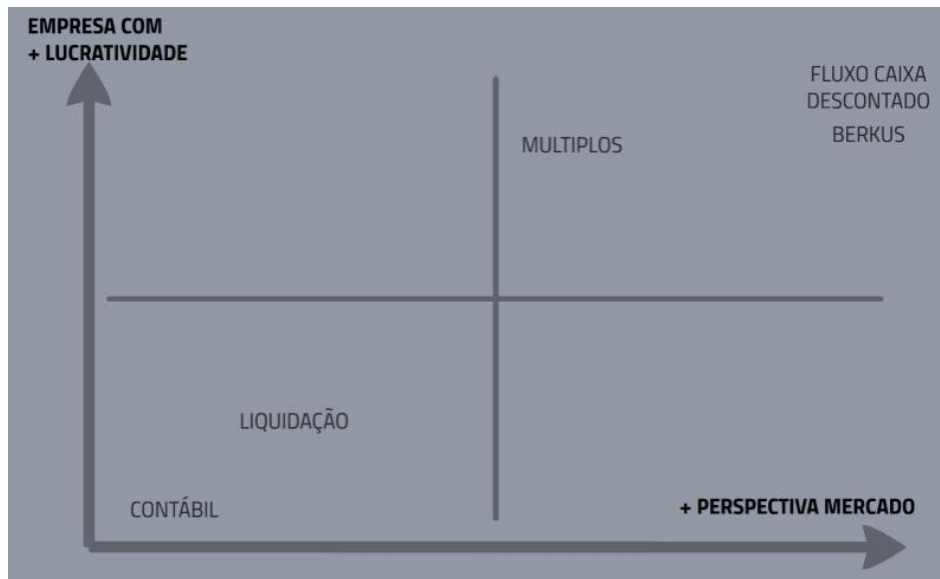 EMPRESA COM
+ LUCRATIVIDADE
FLUXO CAIXA
DESCONTADO
BERKUS
MULTIPLOS
LIQUIDAÇÃO
CONTÁBIL
+ PERSPECTIVA MERCADO